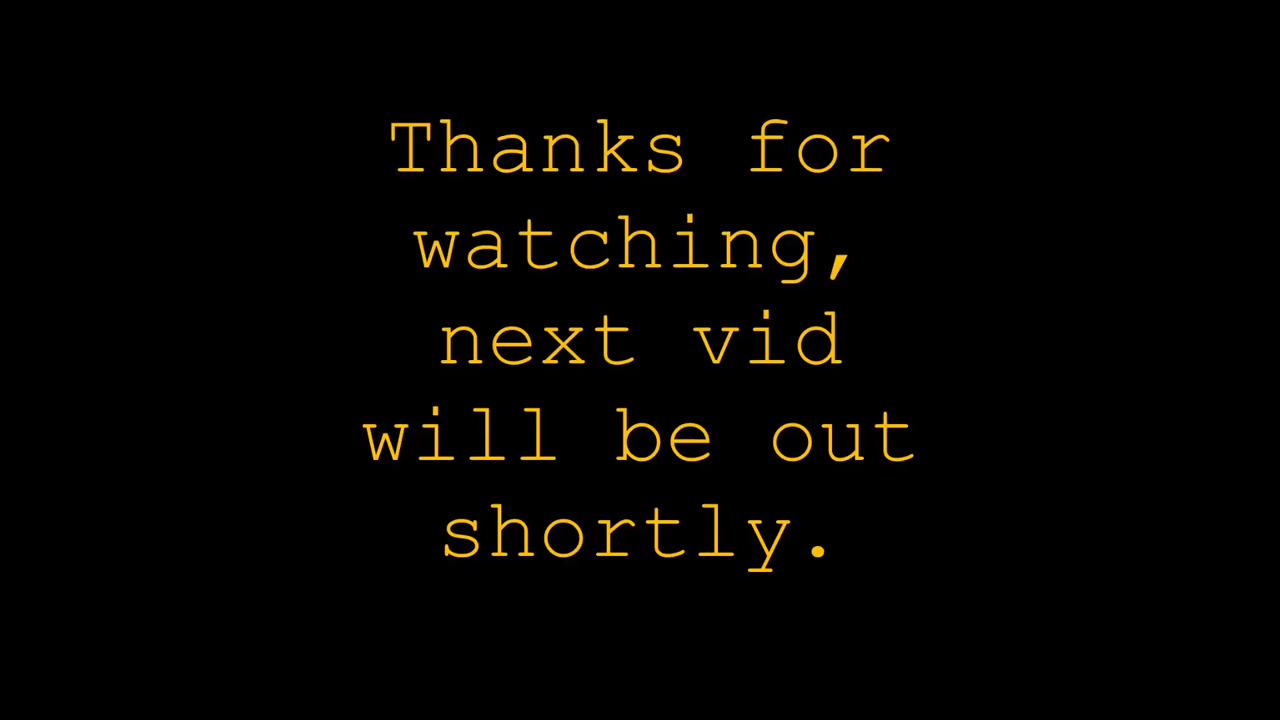 Thanks for
watching,
next vid
will be out
shortly.